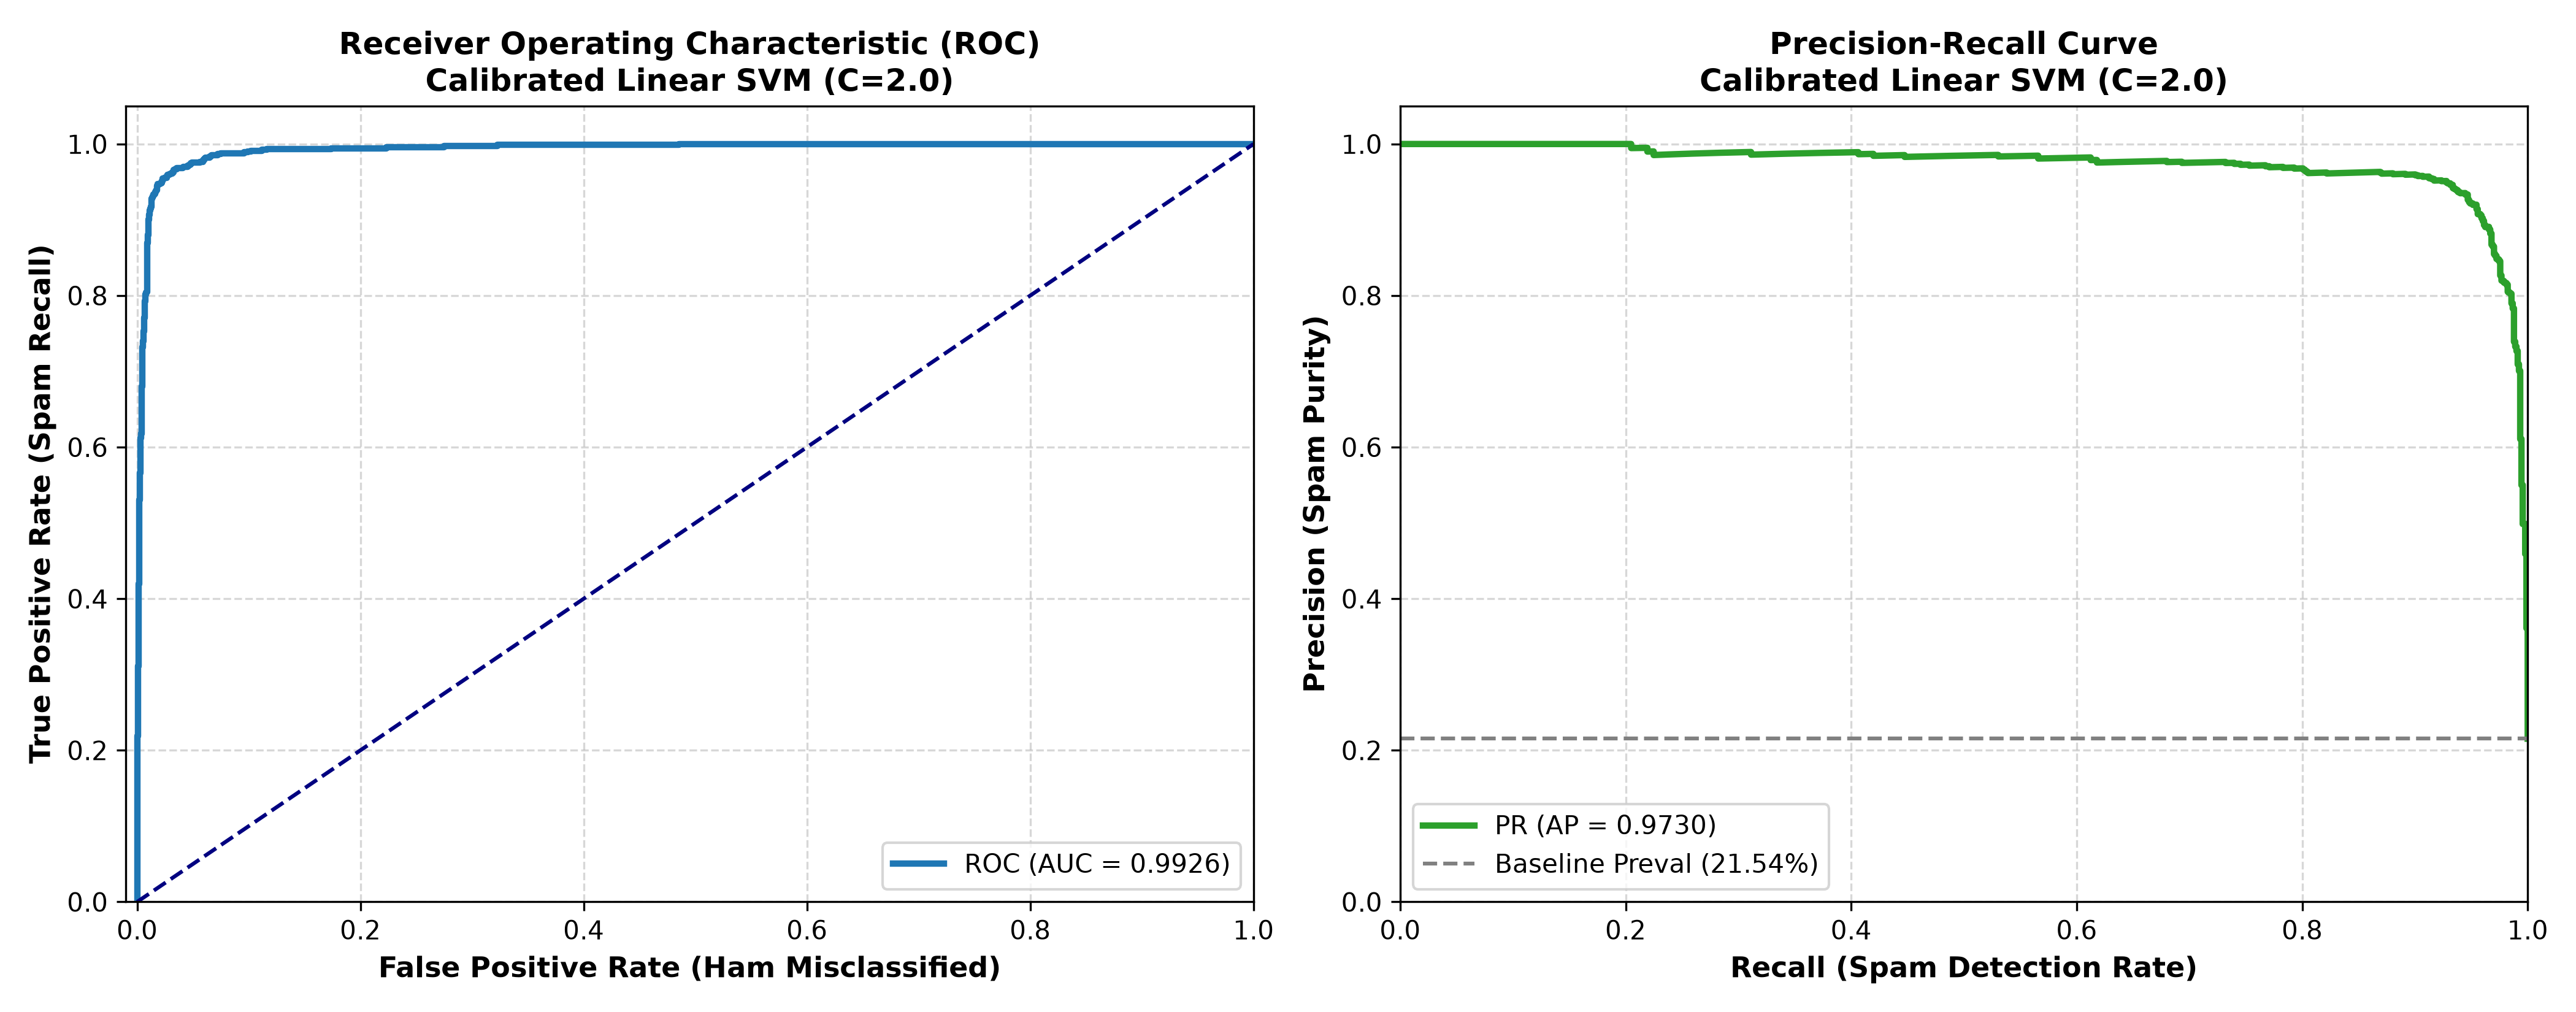 Receiver Operating Characteristic (ROC)
Calibrated Linear SVM (C=2.0)
True Positive Rate (Spam Recall)
1.0
0.8
0.6
0.4
0.2
0.0
ROC (AUC = 0.9926)
0.0 0.2 0.4 0.6 0.8 1.0
False Positive Rate (Ham Misclassified)
Precision-Recall Curve
Calibrated Linear SVM (C=2.0)
Precision (Spam Purity)
1.0
0.8
0.6
0.4
0.2
0.0
PR (AP = 0.9730)
Baseline Preval (21.54%)
0.0 0.2 0.4 0.6 0.8 1.0
Recall (Spam Detection Rate)